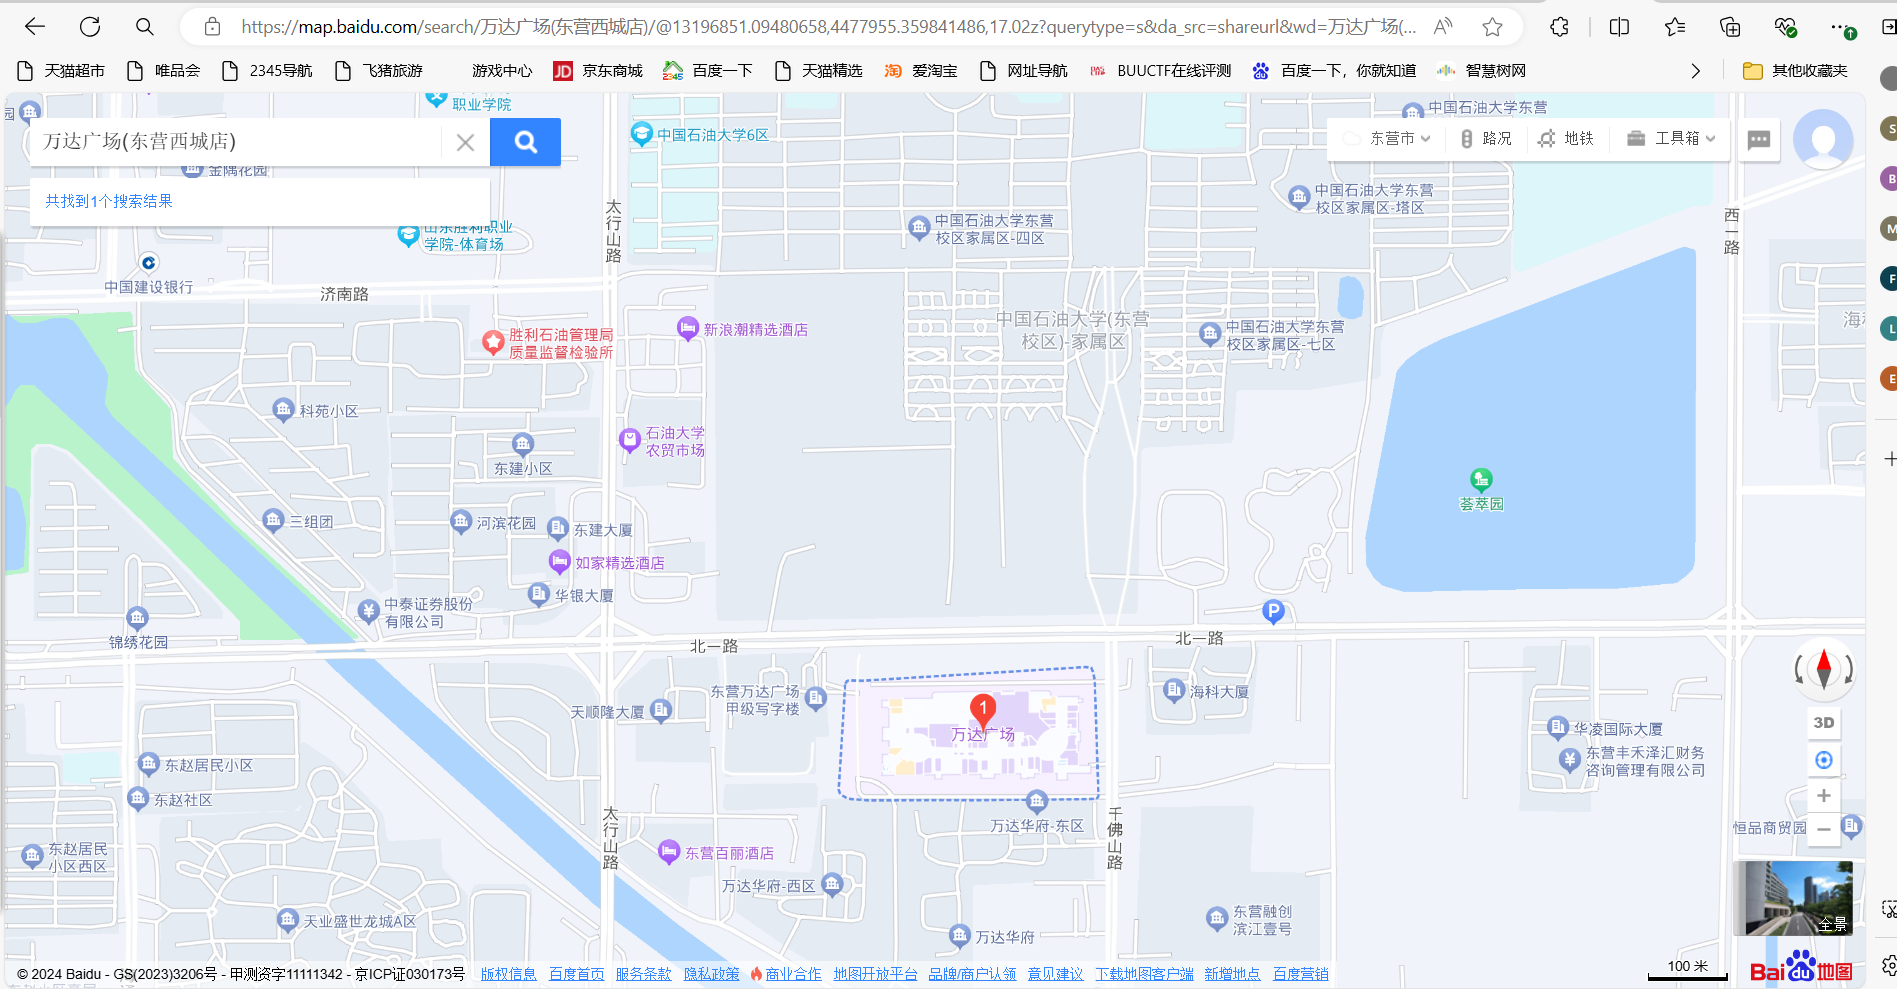 https://map.baidu.com/search/万达广场(东营西城店)/@13196851.09480658,4477955.359841486,17.02z?querytype=s&da_src=shareurl&wd=万达广场(...
天猫超市
唯品会
2345导航
飞猪旅游
游戏中心
JD 京东商城
2345 百度一下
天猫精选
淘 爱淘宝
网址导航
BUUCTF在线评测
百度一下，你就知道
智慧树网
其他收藏夹
职业学院
中国石油大学6区
中国石油大学东营
园
万达广场(东营西城店)
东营市
路况
地铁
工具箱
金隅花园
共找到1个搜索结果
山东胜利职业
学院-体育场
太行山路
中国石油大学东营
校区家属区-四区
中国石油大学东营
校区家属区-塔区
西一路
中国建设银行
济南路
胜利石油管理局
质量监督检验所
新浪潮精选酒店
中国石油大学(东营
校区)-家属区
中国石油大学东营
校区家属区-七区
海科
科苑小区
石油大学
农贸市场
东建小区
荟萃园
三组团
河滨花园
东建大厦
如家精选酒店
华银大厦
中泰证券股份
有限公司
P
锦绣花园
北一路
北一路
东营万达广场
甲级写字楼
天顺隆大厦
1
万达广场
海科大厦
华凌国际大厦
东营丰禾泽汇财务
咨询管理有限公司
3D
东赵居民小区
东赵社区
太行山路
万达华府-东区
千佛山路
恒品商贸园
东赵居民
小区西区
东营百丽酒店
万达华府-西区
天业盛世龙城A区
万达华府
东营融创
滨江壹号
全景
© 2024 Baidu - GS(2023)3206号 - 甲测资字11111342 - 京ICP证030173号
版权信息
百度首页
服务条款
隐私政策
商业合作
地图开放平台
品牌/商户认领
意见建议
下载地图客户端
新增地点
百度营销
100 米
Bai du 地图
S
B
M
F
L
E